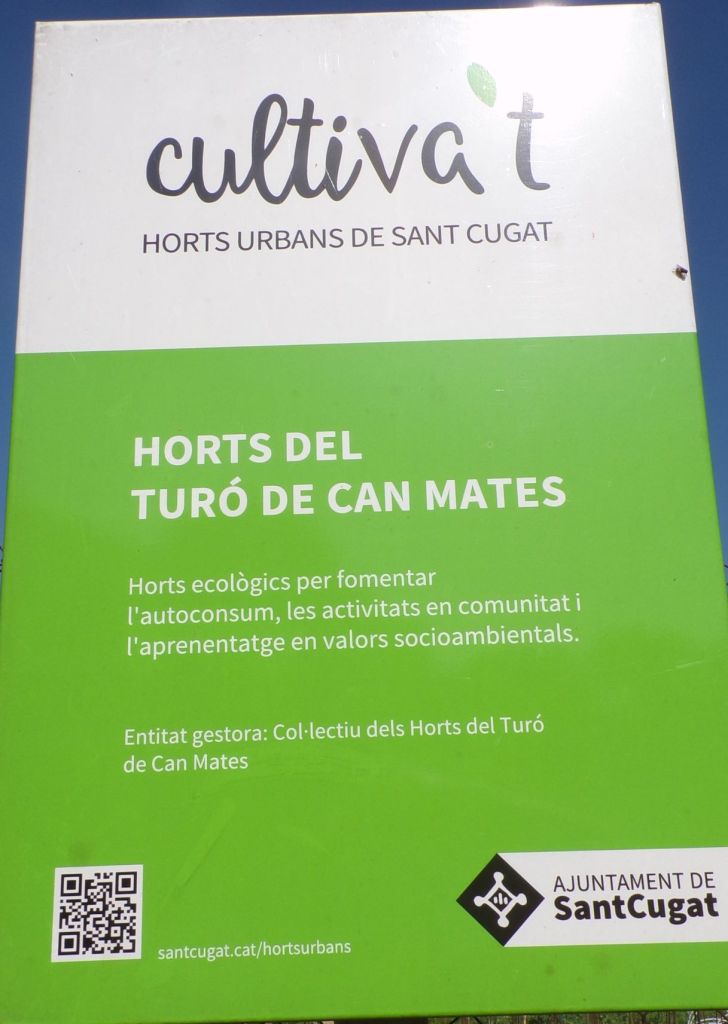 cultiva't
HORTS URBANS DE SANT CUGAT
HORTS DEL
TURÓ DE CAN MATES
Horts ecològics per fomentar
l'autoconsum, les activitats en comunitat i
l'aprenentatge en valors socioambientals.
Entitat gestora: Col·lectiu dels Horts del Turó
de Can Mates
santcugat.cat/hortsurbans
AJUNTAMENT DE
SantCugat